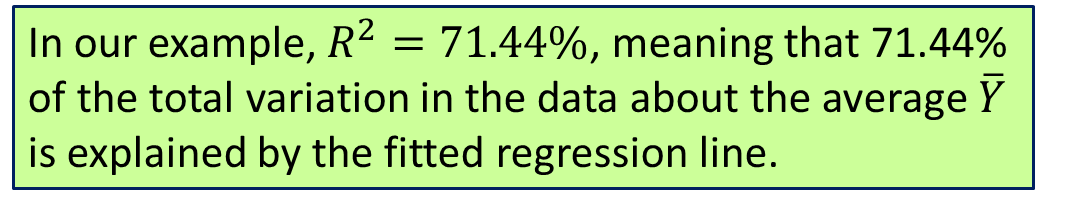 In our example, R² = 71.44%, meaning that 71.44%
of the total variation in the data about the average Ȳ
is explained by the fitted regression line.